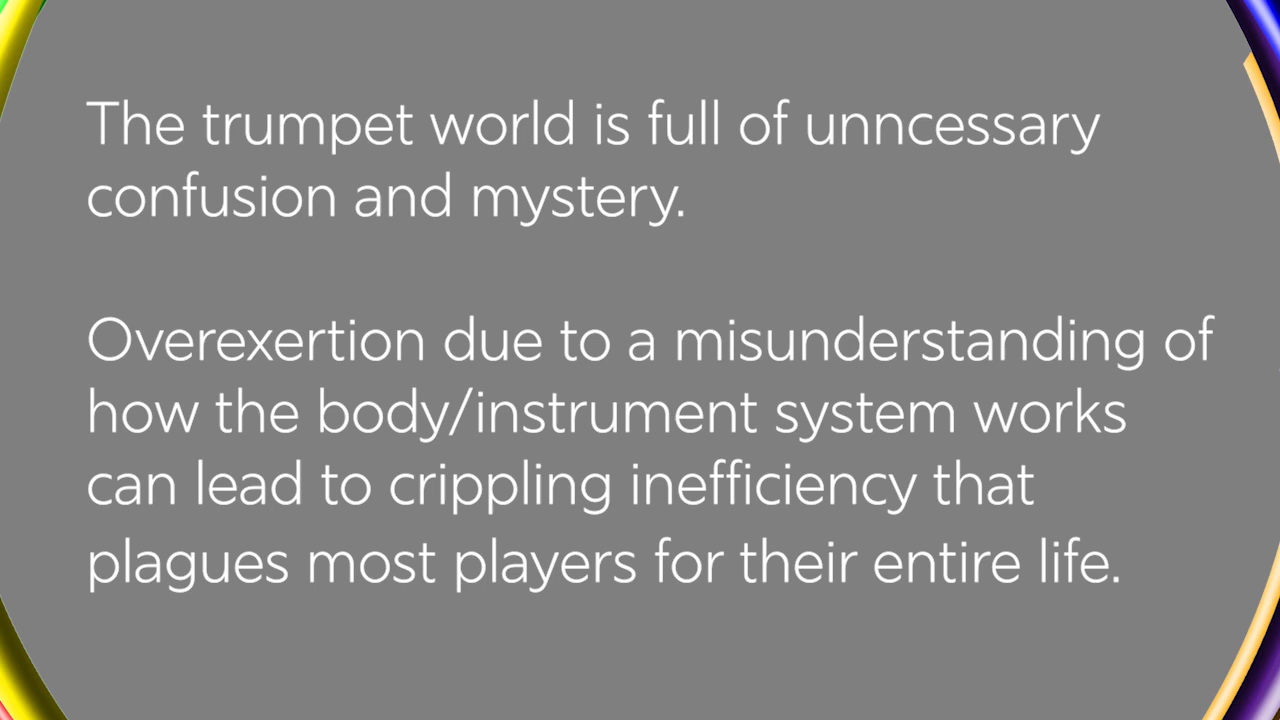 The trumpet world is full of unncessary
confusion and mystery.
Overexertion due to a misunderstanding of
how the body/instrument system works
can lead to crippling inefficiency that
plagues most players for their entire life.